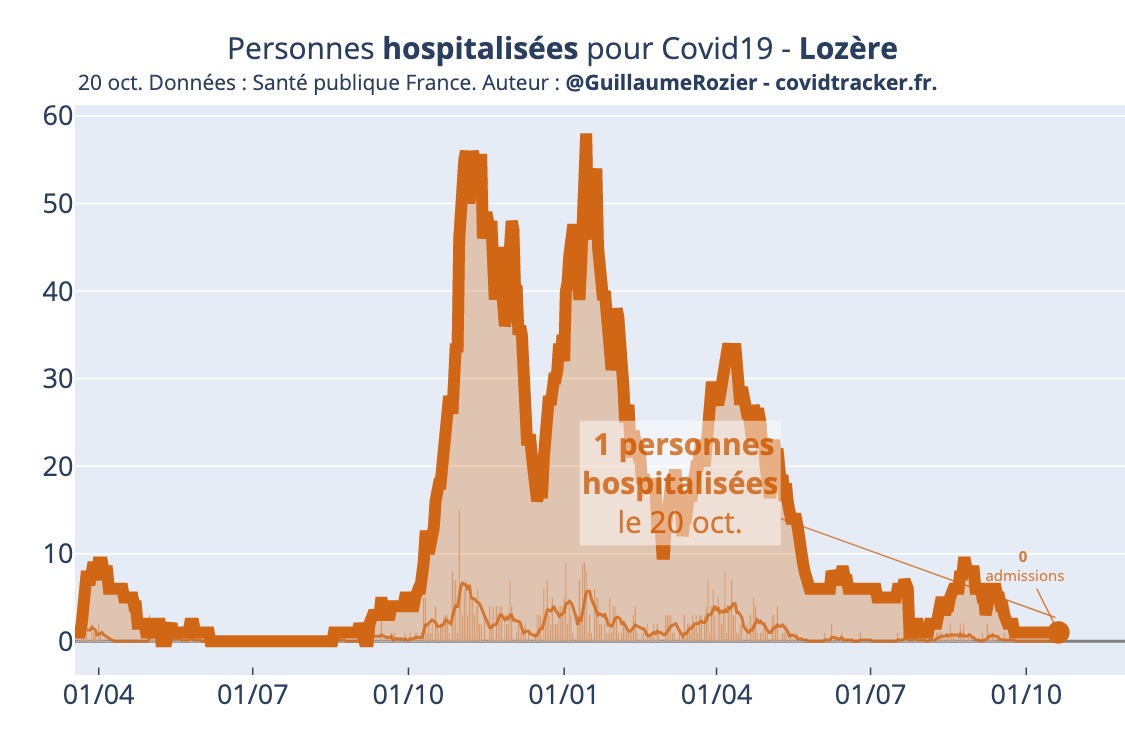 Personnes hospitalisées pour Covid19 - Lozère
20 oct. Données : Santé publique France. Auteur : @GuillaumeRozier - covidtracker.fr.
60
50
40
30
20
10
0
1 personnes
hospitalisées
le 20 oct.
0
admissions
01/04
01/07
01/10
01/01
01/04
01/07
01/10